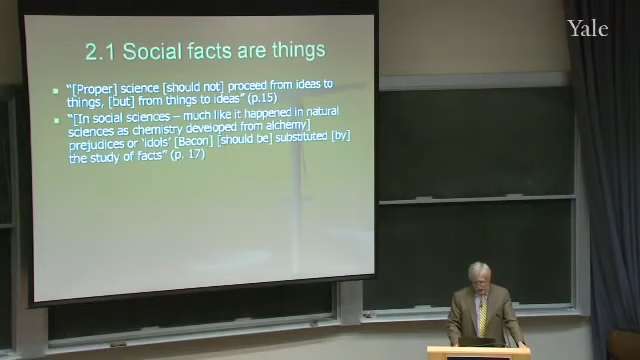 Yale
2.1 Social facts are things
"[Proper] science [should not] proceed from ideas to
things, [but] from things to ideas" (p.15)
"[In social sciences – much like it happened in natural
sciences as chemistry developed from alchemy]
prejudices or 'idols' [Bacon] [should be] substituted [by]
the study of facts" (p. 17)